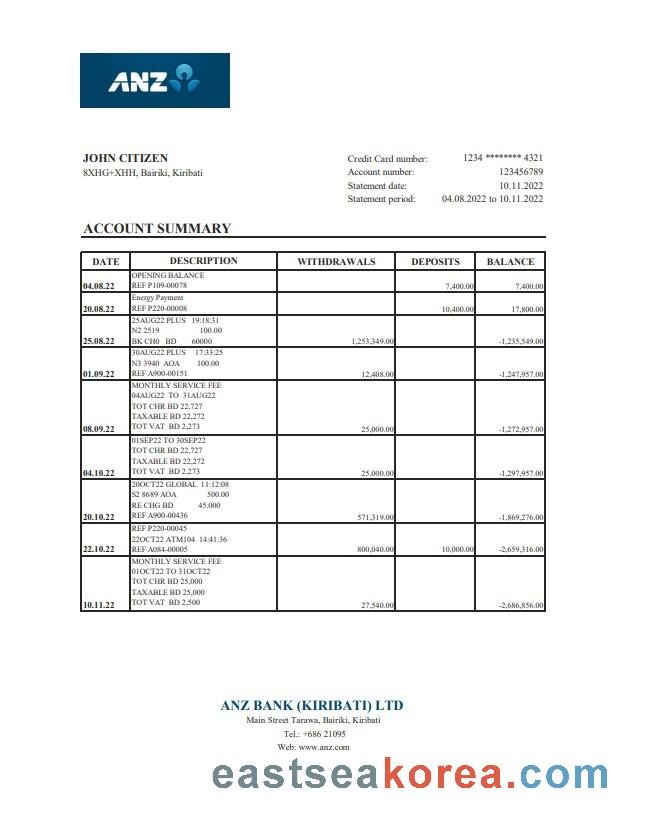 ANZ
JOHN CITIZEN
8XHG+XHH, Bairiki, Kiribati
Credit Card number: 1234 ******** 4321
Account number: 123456789
Statement date: 10.11.2022
Statement period: 04.08.2022 to 10.11.2022
ACCOUNT SUMMARY
DATE DESCRIPTION WITHDRAWALS DEPOSITS BALANCE
OPENING BALANCE
04.08.22 REF P109-00078 7,400.00 7,400.00
Energy Payment
20.08.22 REF P220-00008 10,400.00 17,800.00
25AUG22 PLUS 19:18:31
N2 2519 100.00
25.08.22 BK CH0 BD 60000 1,253,349.00 -1,235,549.00
30AUG22 PLUS 17:33:25
N3 3940 AOA 100.00
01.09.22 REF A900-00151 12,408.00 -1,247,957.00
MONTHLY SERVICE FEE
04AUG22 TO 31AUG22
TOT CHR BD 22,727
TAXABLE BD 22,272
08.09.22 TOT VAT BD 2,273 25,000.00 -1,272,957.00
01SEP22 TO 30SEP22
TOT CHR BD 22,727
TAXABLE BD 22,272
04.10.22 TOT VAT BD 2,273 25,000.00 -1,297,957.00
20OCT22 GLOBAL 11:12:08
S2 8689 AOA 500.00
RE CHG BD 45.000
20.10.22 REF A900-00436 571,319.00 -1,869,276.00
REF P220-00045
22OCT22 ATM104 14:41:36
22.10.22 REF A084-00005 800,040.00 10,000.00 -2,659,316.00
MONTHLY SERVICE FEE
01OCT22 TO 31OCT22
TOT CHR BD 25,000
TAXABLE BD 25,000
10.11.22 TOT VAT BD 2,500 27,540.00 -2,686,856.00
ANZ BANK (KIRIBATI) LTD
Main Street Tarawa, Bairiki, Kiribati
Tel.: +686 21095
Web: www.anz.com
eastseakorea.com